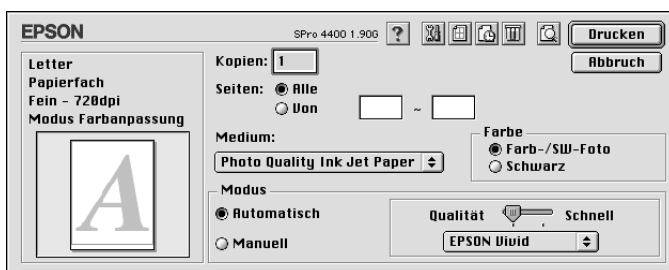 EPSON
SPro 4400 1.90G ?
Drucken
Abbruch
Letter
Papierfach
Fein - 720dpi
Modus Farbanpassung
A
Kopien: 1
Seiten: Alle
Von ~
Medium:
Photo Quality Ink Jet Paper
Farbe
Farb-/SW-Foto
Schwarz
Modus
Automatisch
Manuell
Qualität Schnell
EPSON Vivid